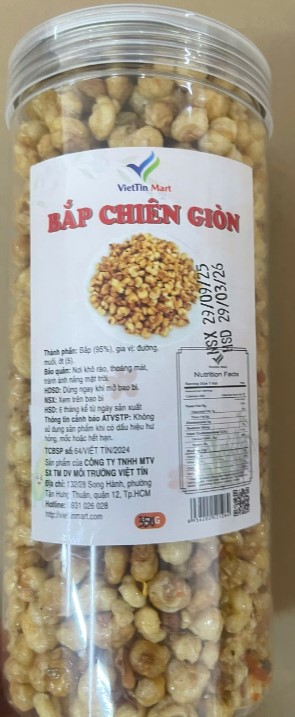 VietTin Mart
BẮP CHIÊN GIÒN
NSX 29/09/25
HSD 29/03/26
Thành phần: Bắp (95%), gia vị: đường,
muối, ớt (5).
Bảo quản: Nơi khô ráo, thoáng mát,
tránh ánh nắng mặt trời.
HDSD: Dùng ngay khi mở bao bì.
NSX: Xem trên bao bì
HSD: 6 tháng kể từ ngày sản xuất
Thông tin cảnh báo ATVSTP: Không
sử dụng sản phẩm khi có dấu hiệu hư
hỏng, mốc hoặc hết hạn.
TCBSP số 64/VIỆT TÍN/2024
Sản phẩm của CÔNG TY TNHH MTV
SX TM DV MÔI TRƯỜNG VIỆT TÍN
Địa chỉ: 132/28 Song Hành, phường
Tân Hưng Thuận, quận 12, Tp.HCM
Hotline: 931 026 028
Nutrition Facts
G